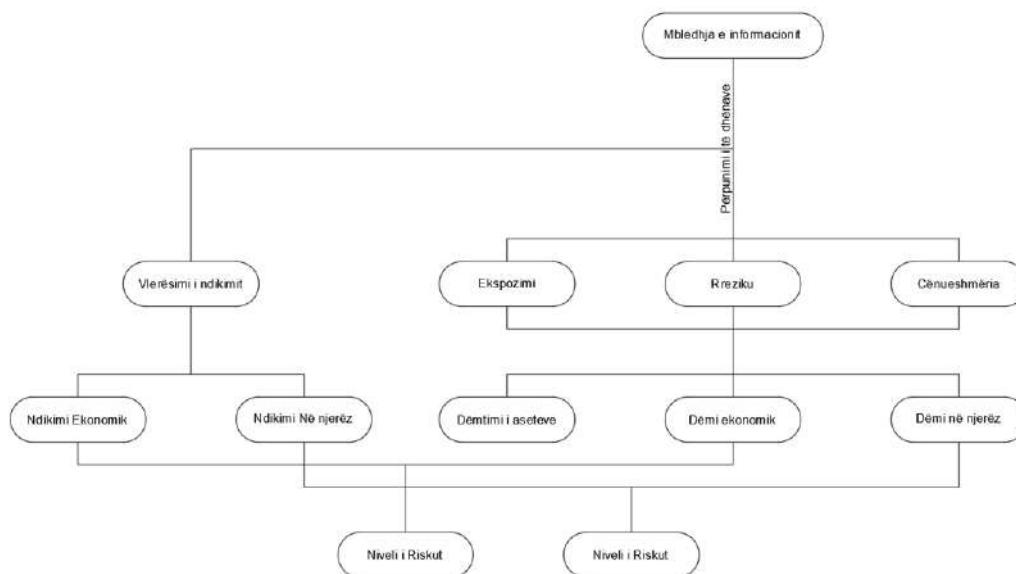 Mbledhja e informacionit
Përpunimi i të dhënave
Vlerësimi i ndikimit
Ekspozimi
Rreziku
Cënueshmëria
Ndikimi Ekonomik
Ndikimi Në njerëz
Dëmtimi i aseteve
Dëmi ekonomik
Dëmi në njerëz
Niveli i Riskut
Niveli i Riskut